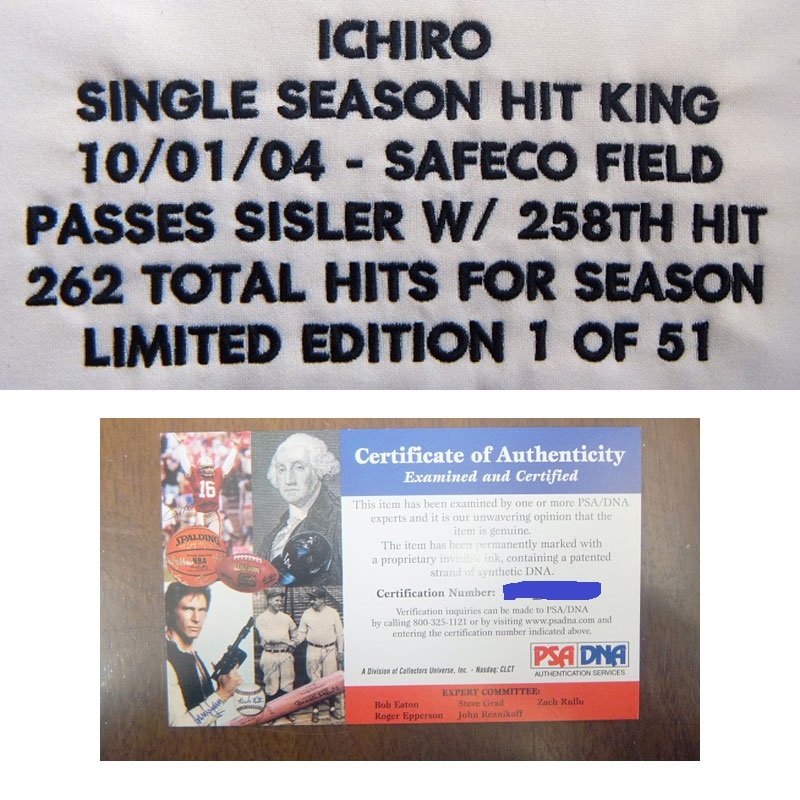 ICHIRO
SINGLE SEASON HIT KING
10/01/04 - SAFECO FIELD
PASSES SISLER W/ 258TH HIT
262 TOTAL HITS FOR SEASON
LIMITED EDITION 1 OF 51
16
SPALDING
NBA
Certificate of Authenticity
Examined and Certified
This item has been examined by one or more PSA/DNA
experts and it is our unwavering opinion that the
item is genuine.
The item has been permanently marked with
a proprietary invisible ink, containing a patented
strand of synthetic DNA.
Certification Number:
Verification inquiries can be made to PSA/DNA
by calling 800-325-1121 or by visiting www.psadna.com and
entering the certification number indicated above.
A Division of Collectors Universe, Inc. - Nasdaq: CLCT
PSA DNA
AUTHENTICATION SERVICES
EXPERT COMMITTEE:
Bob Eaton Steve Grad Zach Rullo
Roger Epperson John Reznikoff